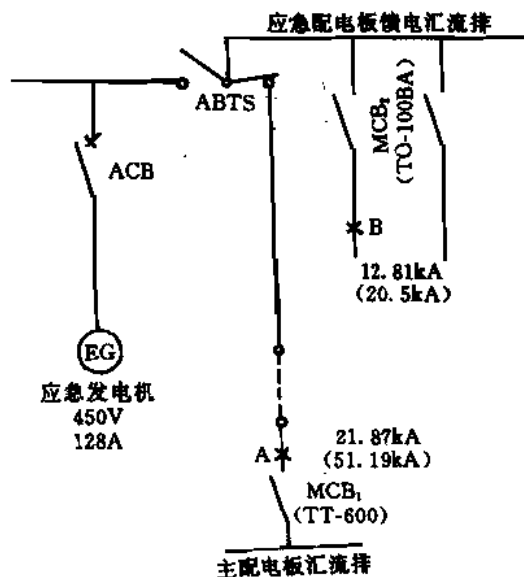 应急配电板馈电汇流排
ABTS
MCB₂
(TO-100BA)
ACB
B
12.81kA
(20.5kA)
EG
应急发电机
450V
128A
21.87kA
A
(51.19kA)
MCB₁
(TT-600)
主配电板汇流排